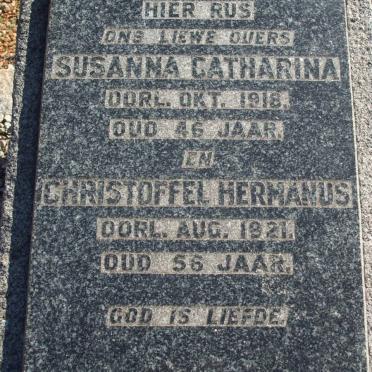 HIER RUS
ONS LIEWE OUERS
SUSANNA CATHARINA
OORL. OKT. 1918.
OUD 46 JAAR.
EN
CHRISTOFFEL HERMANUS
OORL. AUG. 1921.
OUD 56 JAAR.
GOD IS LIEFDE.